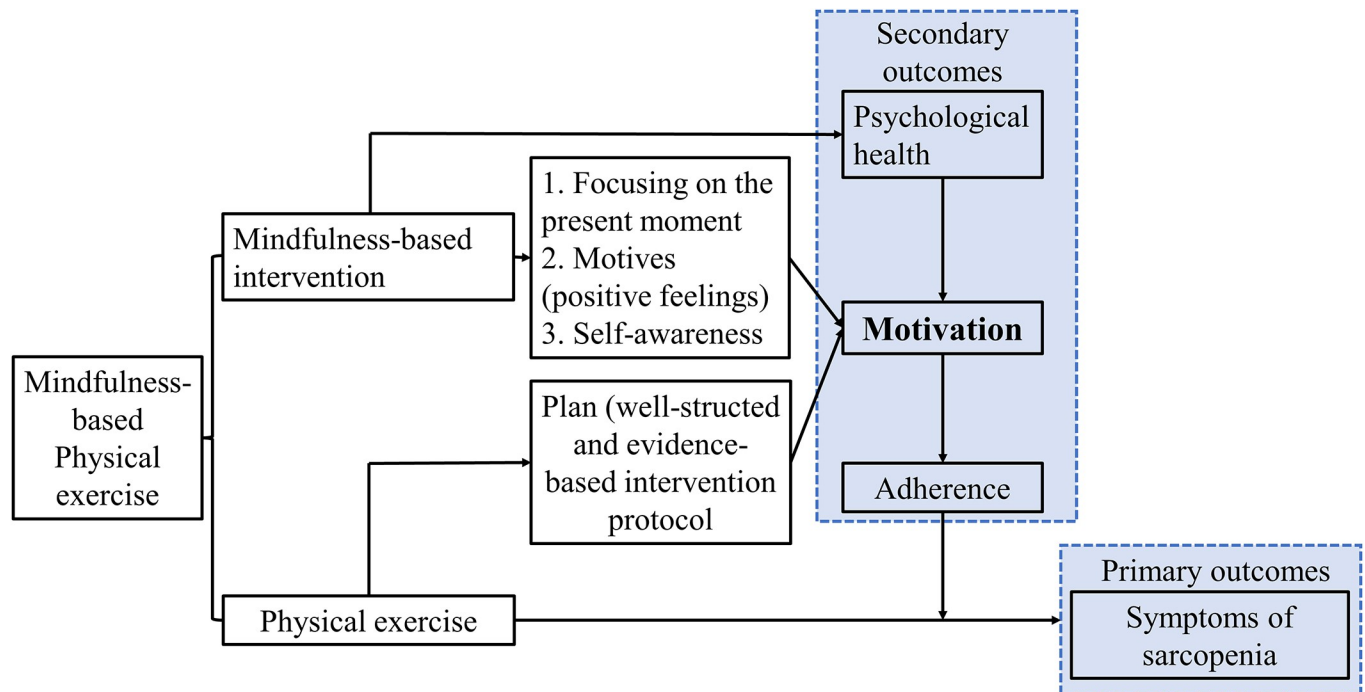 Secondary
outcomes
Psychological
health
1. Focusing on the
present moment
2. Motives
(positive feelings)
3. Self-awareness
Mindfulness-based
intervention
Motivation
Mindfulness-
based
Physical
exercise
Plan (well-structed
and evidence-
based intervention
protocol
Adherence
Physical exercise
Primary outcomes
Symptoms of
sarcopenia